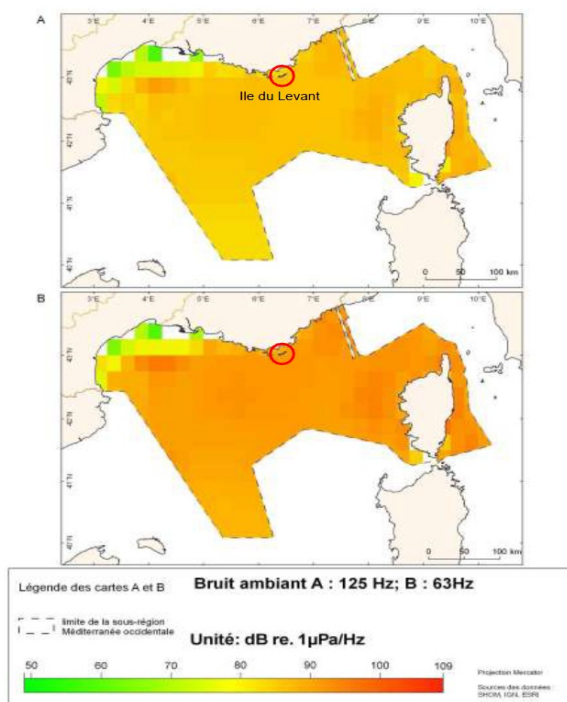 A
3°E 4°E 5°E 6°E 7°E 8°E 9°E 10°E
43°N
Ile du Levant
42°N
41°N
40°N
0 50 100 km
B
3°E 4°E 5°E 6°E 7°E 8°E 9°E 10°E
43°N
42°N
41°N
40°N
0 50 100 km
Légende des cartes A et B
Bruit ambiant A : 125 Hz; B : 63Hz
limite de la sous-région
Méditerranée occidentale
Unité: dB re. 1µPa/Hz
50 60 70 80 90 100 109
Projection Mercator
Sources des données :
SHOM, IGN, ESRI